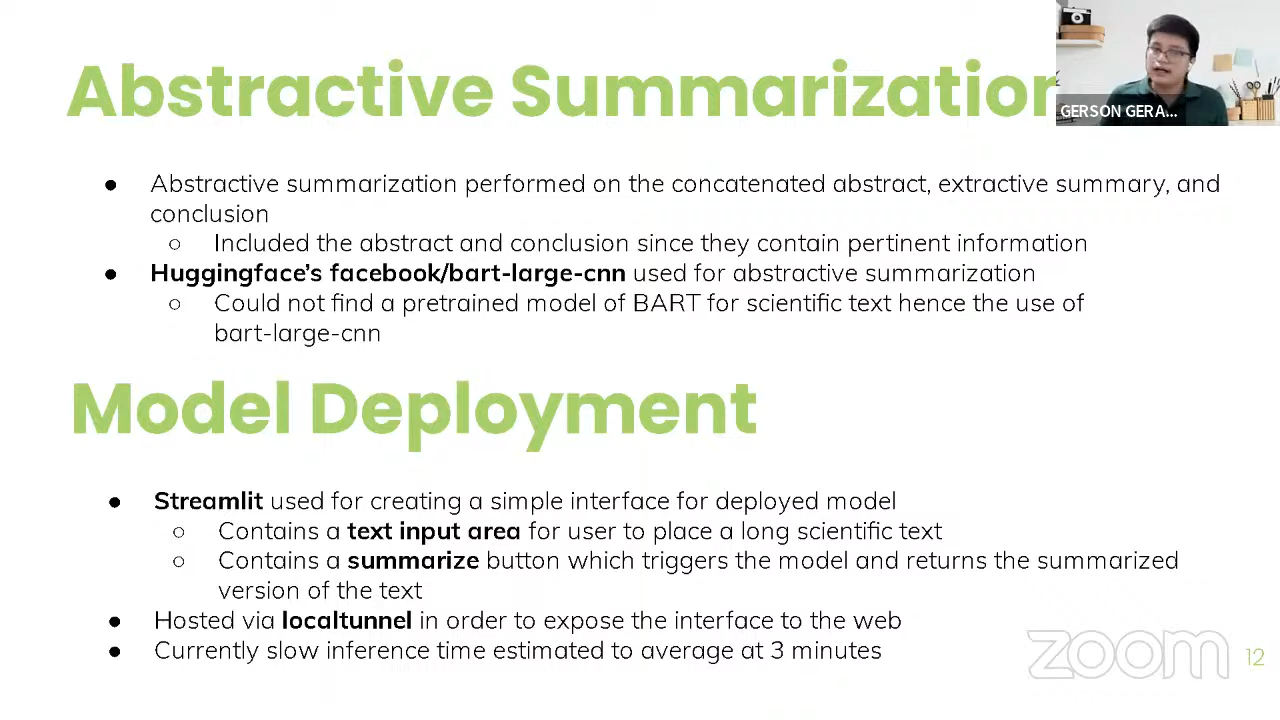 Abstractive Summarization
GERSON GERA...
● Abstractive summarization performed on the concatenated abstract, extractive summary, and
conclusion
○ Included the abstract and conclusion since they contain pertinent information
● Huggingface's facebook/bart-large-cnn used for abstractive summarization
○ Could not find a pretrained model of BART for scientific text hence the use of
bart-large-cnn
Model Deployment
● Streamlit used for creating a simple interface for deployed model
○ Contains a text input area for user to place a long scientific text
○ Contains a summarize button which triggers the model and returns the summarized
version of the text
● Hosted via localtunnel in order to expose the interface to the web
● Currently slow inference time estimated to average at 3 minutes
zoom
12